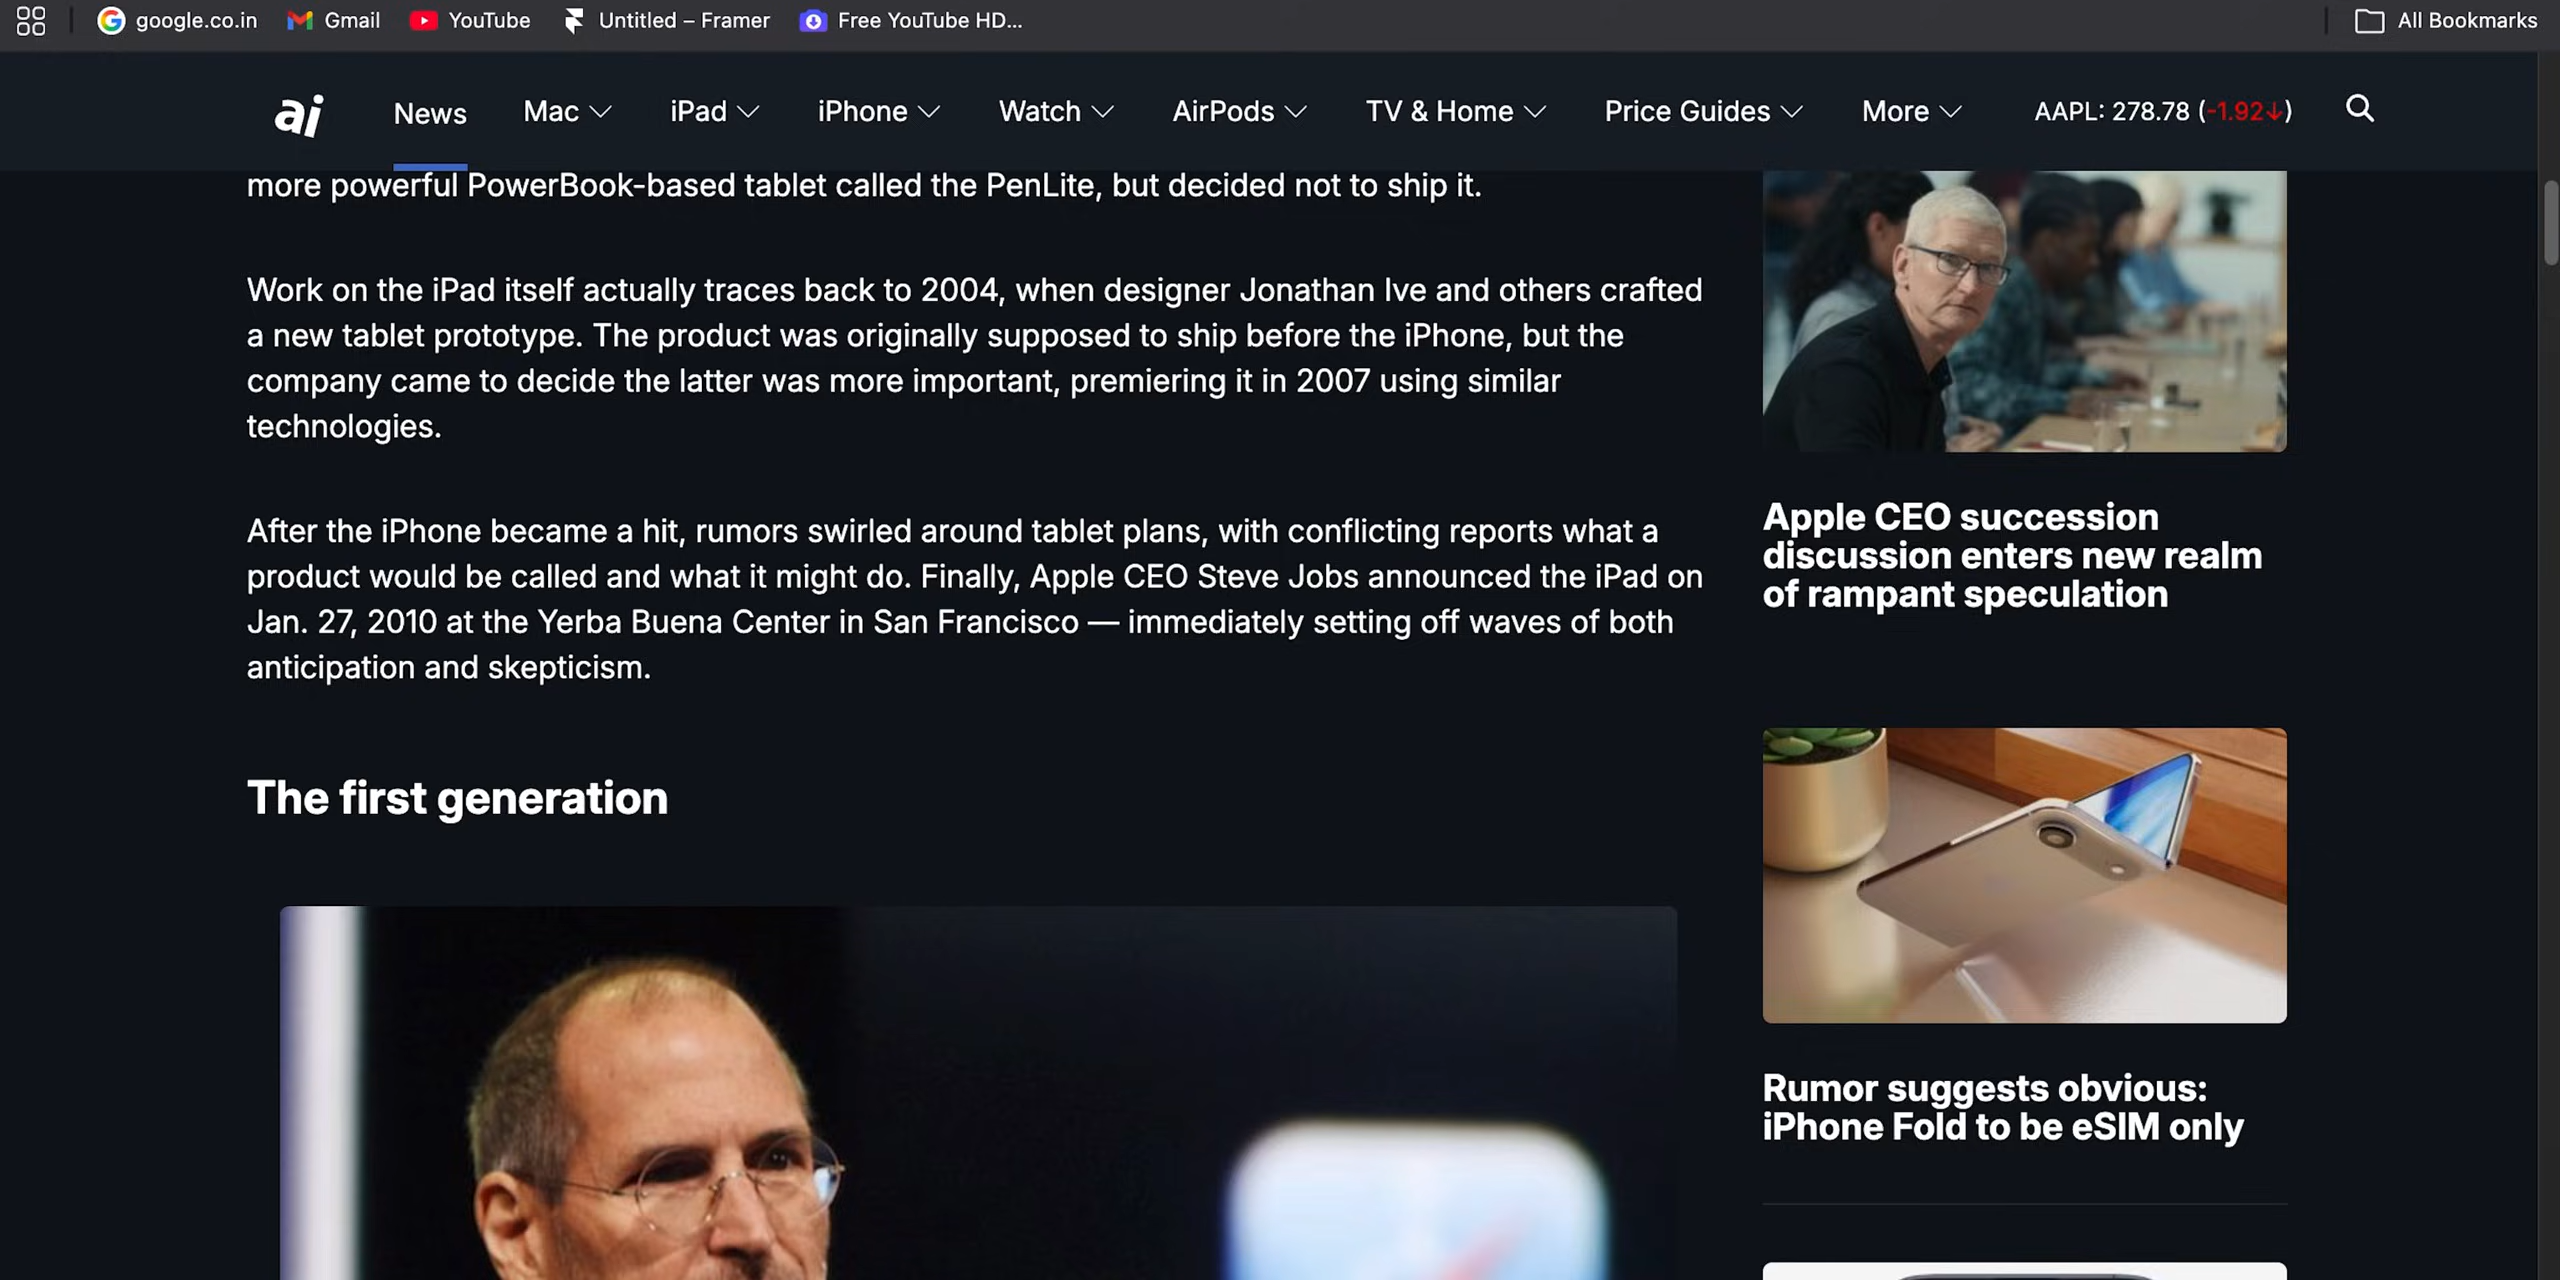 google.co.in
Gmail
YouTube
Untitled – Framer
Free YouTube HD...
All Bookmarks
ai
News
Mac
iPad
iPhone
Watch
AirPods
TV & Home
Price Guides
More
AAPL: 278.78 (-1.92↓)
more powerful PowerBook-based tablet called the PenLite, but decided not to ship it.
Work on the iPad itself actually traces back to 2004, when designer Jonathan Ive and others crafted
a new tablet prototype. The product was originally supposed to ship before the iPhone, but the
company came to decide the latter was more important, premiering it in 2007 using similar
technologies.
After the iPhone became a hit, rumors swirled around tablet plans, with conflicting reports what a
product would be called and what it might do. Finally, Apple CEO Steve Jobs announced the iPad on
Jan. 27, 2010 at the Yerba Buena Center in San Francisco — immediately setting off waves of both
anticipation and skepticism.
The first generation
Apple CEO succession
discussion enters new realm
of rampant speculation
Rumor suggests obvious:
iPhone Fold to be eSIM only